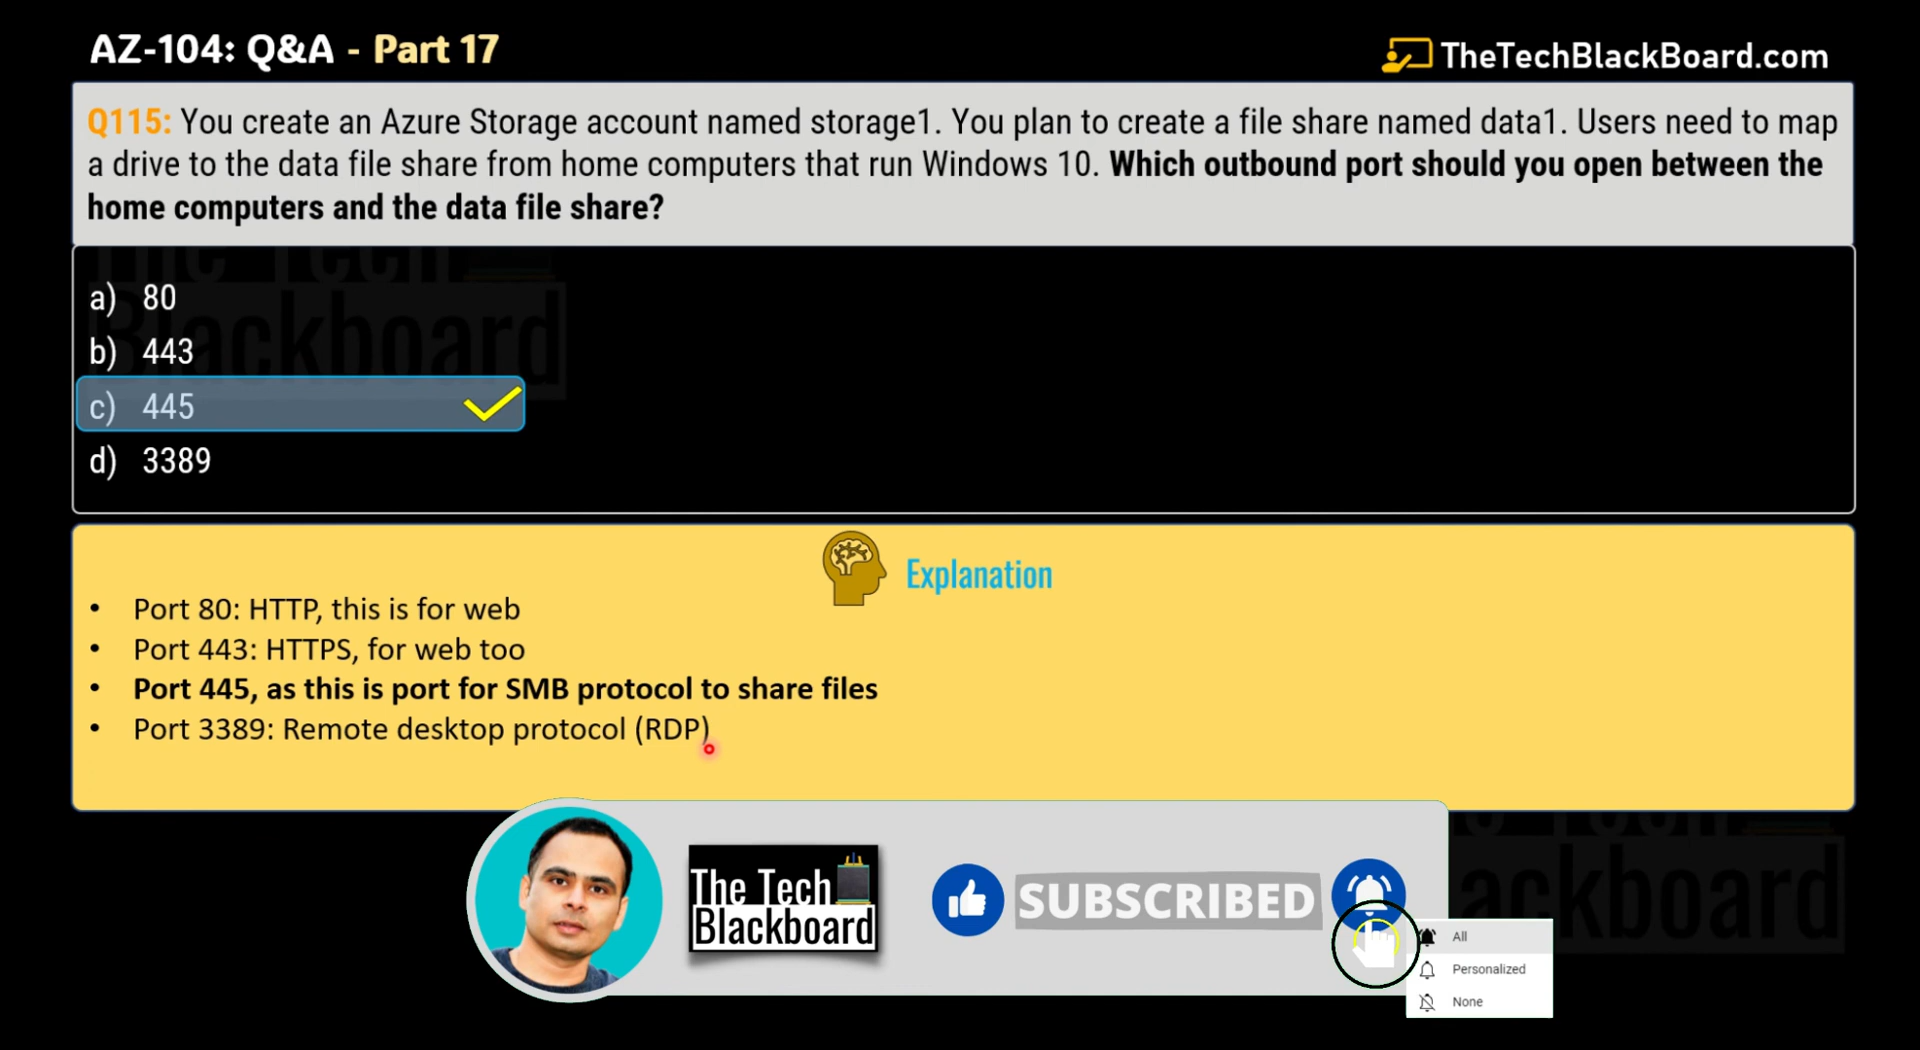 AZ-104: Q&A - Part 17
TheTechBlackBoard.com
Q115: You create an Azure Storage account named storage1. You plan to create a file share named data1. Users need to map
a drive to the data file share from home computers that run Windows 10. Which outbound port should you open between the
home computers and the data file share?
The Tech
Blackboard
a) 80
b) 443
c) 445
d) 3389
Explanation
• Port 80: HTTP, this is for web
• Port 443: HTTPS, for web too
• Port 445, as this is port for SMB protocol to share files
• Port 3389: Remote desktop protocol (RDP)
The Tech
Blackboard
SUBSCRIBED
All
Personalized
None
ackboard